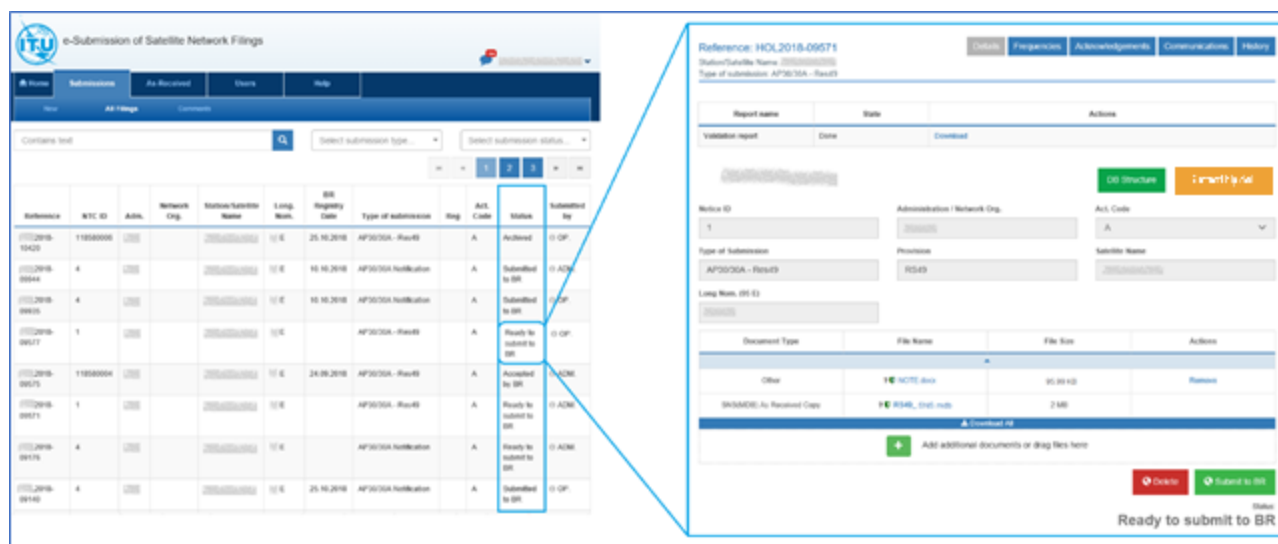 ITU
e-Submission of Satellite Network Filings
Home Submissions As-Received Users Help
New All Filings Comments
Contains text Select submission type... Select submission status...
1 2 3
Reference NTC ID Adm. Network Org. Station/Satellite Name Long. Nom. BR Registry Date Type of submission Reg Act. Code Status Submitted by
2018-10420 118580006 E 25.10.2018 AP30/30A - Res49 A Archived OP.
2018- 4 E 10.10.2018 AP30/30A Notification A Submitted to BR ADM.
2018- 4 E 10.10.2018 AP30/30A Notification A Submitted to BR OP.
2018-09577 1 E AP30/30A - Res49 A Ready to submit to BR OP.
2018-09575 118580004 E 24.09.2018 AP30/30A - Res49 A Accepted by BR ADM.
2018-09571 1 E AP30/30A - Res49 A Ready to submit to BR ADM.
2018-09176 4 E AP30/30A Notification A Ready to submit to BR ADM.
2018-09140 4 E 25.10.2018 AP30/30A Notification A Submitted to BR OP.
Reference: HOL2018-09571
Details Frequencies Acknowledgements Communications History
Station/Satellite Name:
Type of submission: AP30/30A - Res49
Report name State Actions
Validation report Done Download
DB Structure
Notice ID Administration / Network Org. Act. Code
1 A
Type of Submission Provision Satellite Name
AP30/30A - Res49 RS49
Long Nom. (95 E)
Document Type File Name File Size Actions
Other NOTE.docx 95.99 KB Remove
SNS(MDB) As Received Copy 2 MB
Download All
Add additional documents or drag files here
Delete Submit to BR
Status:
Ready to submit to BR